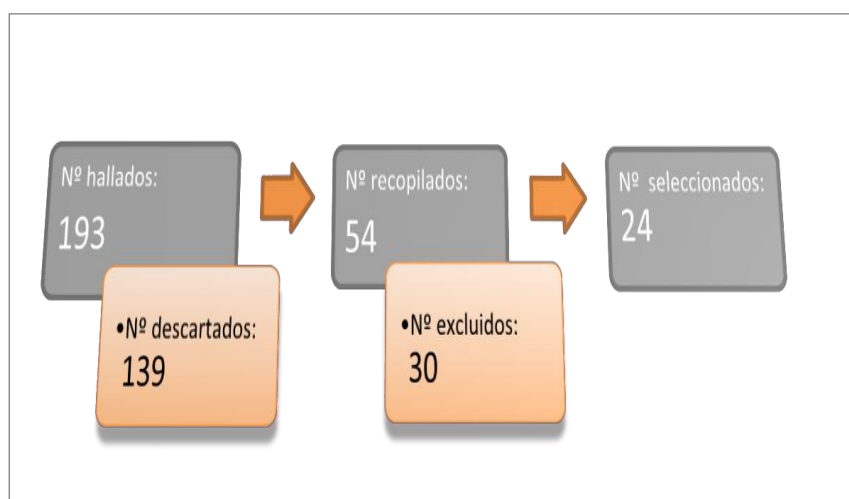 Nº hallados:
193
•Nº descartados:
139
Nº recopilados:
54
•Nº excluidos:
30
Nº seleccionados:
24